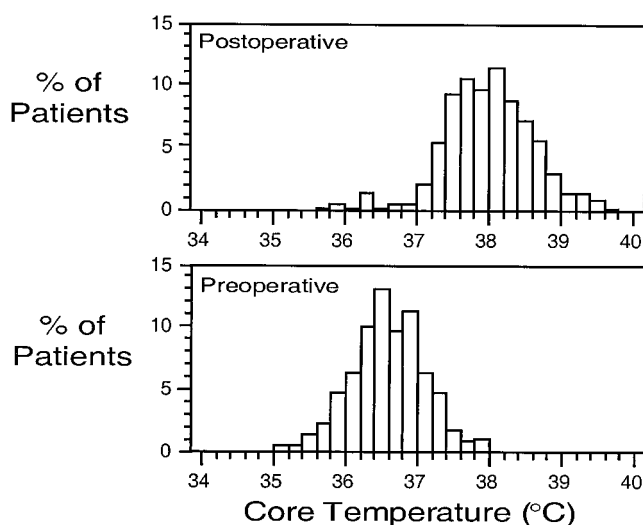 15
Postoperative
% of
Patients
10
5
0
34 35 36 37 38 39 40
15
Preoperative
% of
Patients
10
5
0
34 35 36 37 38 39 40
Core Temperature (°C)